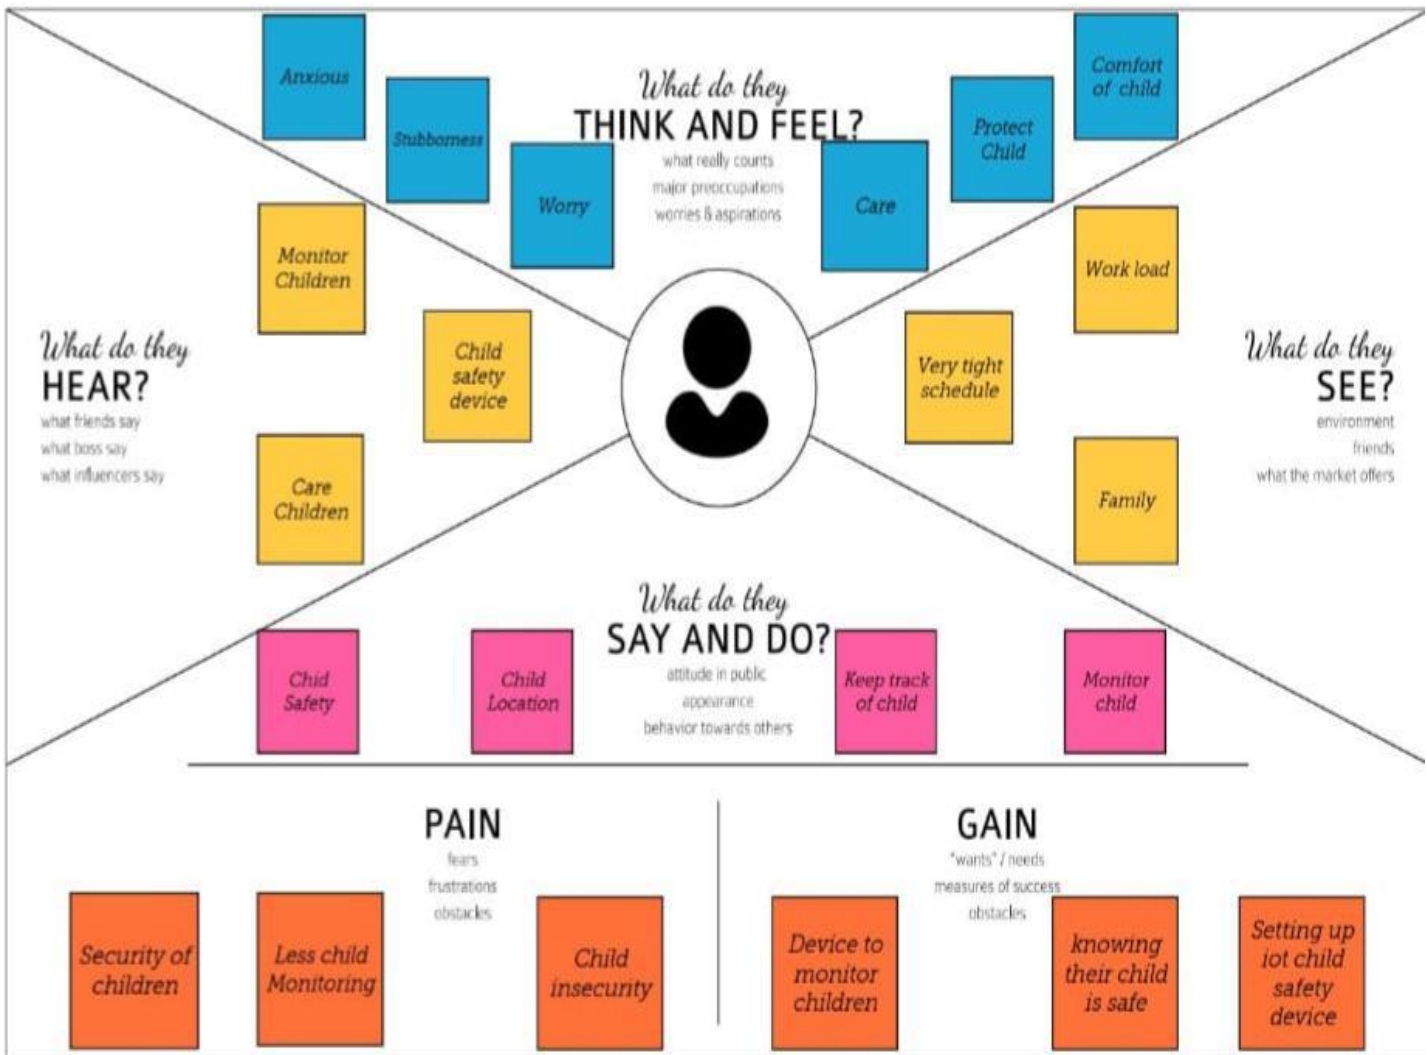 Anxious
Stubborness
Worry
What do they
THINK AND FEEL?
what really counts
major preoccupations
worries & aspirations
Care
Protect
Child
Comfort
of child
What do they
HEAR?
what friends say
what boss say
what influencers say
Monitor
Children
Child
safety
device
Care
Children
Very tight
schedule
Work load
Family
What do they
SEE?
environment
friends
what the market offers
What do they
SAY AND DO?
attitude in public
appearance
behavior towards others
Chid
Safety
Child
Location
Keep track
of child
Monitor
child
PAIN
fears
frustrations
obstacles
Security of
children
Less child
Monitoring
Child
insecurity
GAIN
"wants" / needs
measures of success
obstacles
Device to
monitor
children
knowing
their child
is safe
Setting up
iot child
safety
device